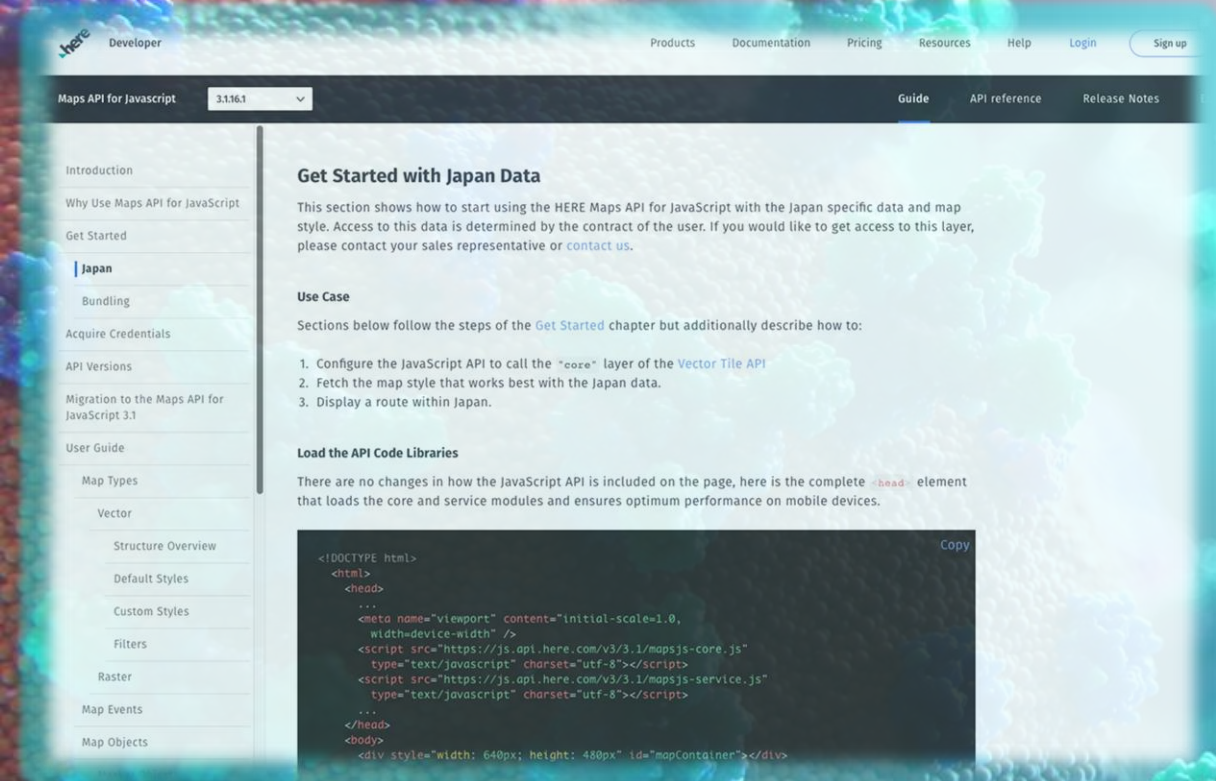 here Developer Products Documentation Pricing Resources Help Login Sign up
Maps API for Javascript 3.1.16.1 Guide API reference Release Notes
Introduction
Why Use Maps API for JavaScript
Get Started
Japan
Bundling
Acquire Credentials
API Versions
Migration to the Maps API for
JavaScript 3.1
User Guide
Map Types
Vector
Structure Overview
Default Styles
Custom Styles
Filters
Raster
Map Events
Map Objects
Get Started with Japan Data
This section shows how to start using the HERE Maps API for JavaScript with the Japan specific data and map
style. Access to this data is determined by the contract of the user. If you would like to get access to this layer,
please contact your sales representative or contact us.
Use Case
Sections below follow the steps of the Get Started chapter but additionally describe how to:
1. Configure the JavaScript API to call the "core" layer of the Vector Tile API
2. Fetch the map style that works best with the Japan data.
3. Display a route within Japan.
Load the API Code Libraries
There are no changes in how the JavaScript API is included on the page, here is the complete <head> element
that loads the core and service modules and ensures optimum performance on mobile devices.
Copy
<!DOCTYPE html>
<html>
<head>
...
<meta name="viewport" content="initial-scale=1.0,
width=device-width" />
<script src="https://js.api.here.com/v3/3.1/mapsjs-core.js"
type="text/javascript" charset="utf-8"></script>
<script src="https://js.api.here.com/v3/3.1/mapsjs-service.js"
type="text/javascript" charset="utf-8"></script>
...
</head>
<body>
<div style="width: 640px; height: 480px" id="mapContainer"></div>